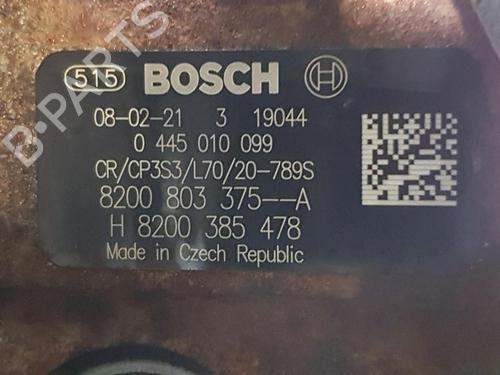 515 BOSCH
08-02-21 3 19044
0 445 010 099
CR/CP3S3/L70/20-789S
8200 803 375--A
H 8200 385 478
Made in Czech Republic
B-PARTS